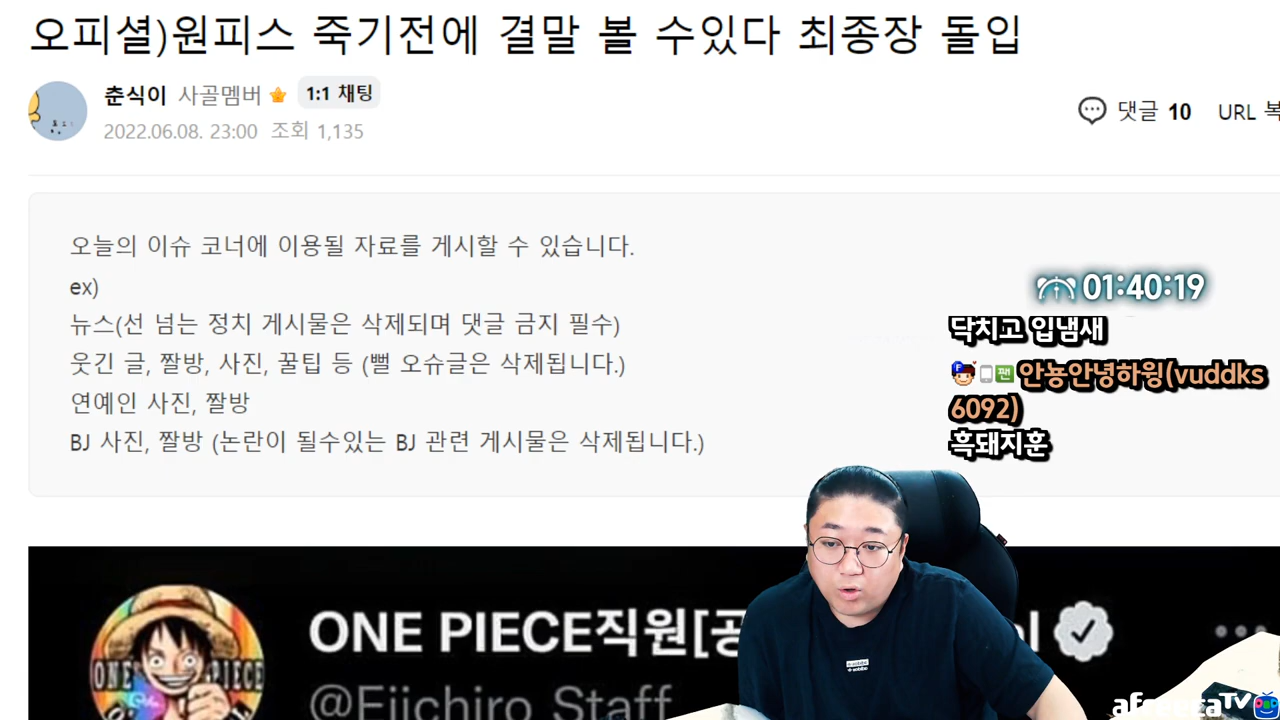 오피셜)원피스 죽기전에 결말 볼 수있다 최종장 돌입
춘식이 사골멤버 1:1 채팅
2022.06.08. 23:00 조회 1,135
댓글 10 URL 복
오늘의 이슈 코너에 이용될 자료를 게시할 수 있습니다.
ex)
뉴스(선 넘는 정치 게시물은 삭제되며 댓글 금지 필수)
웃긴 글, 짤방, 사진, 꿀팁 등 (뻘 오슈글은 삭제됩니다.)
연예인 사진, 짤방
BJ 사진, 짤방 (논란이 될수있는 BJ 관련 게시물은 삭제됩니다.)
01:40:19
닥치고 입냄새
팬 안뇽안녕하윙(vuddks
6092)
흑돼지훈
ONE PIECE직원[공
@Eiichiro_Staff
ONE PIECE
afreecaTV